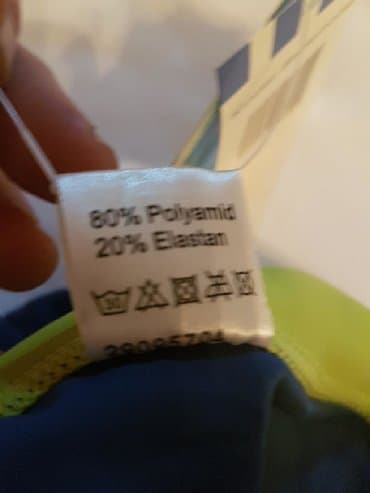 80% Polyamid
20% Elastan